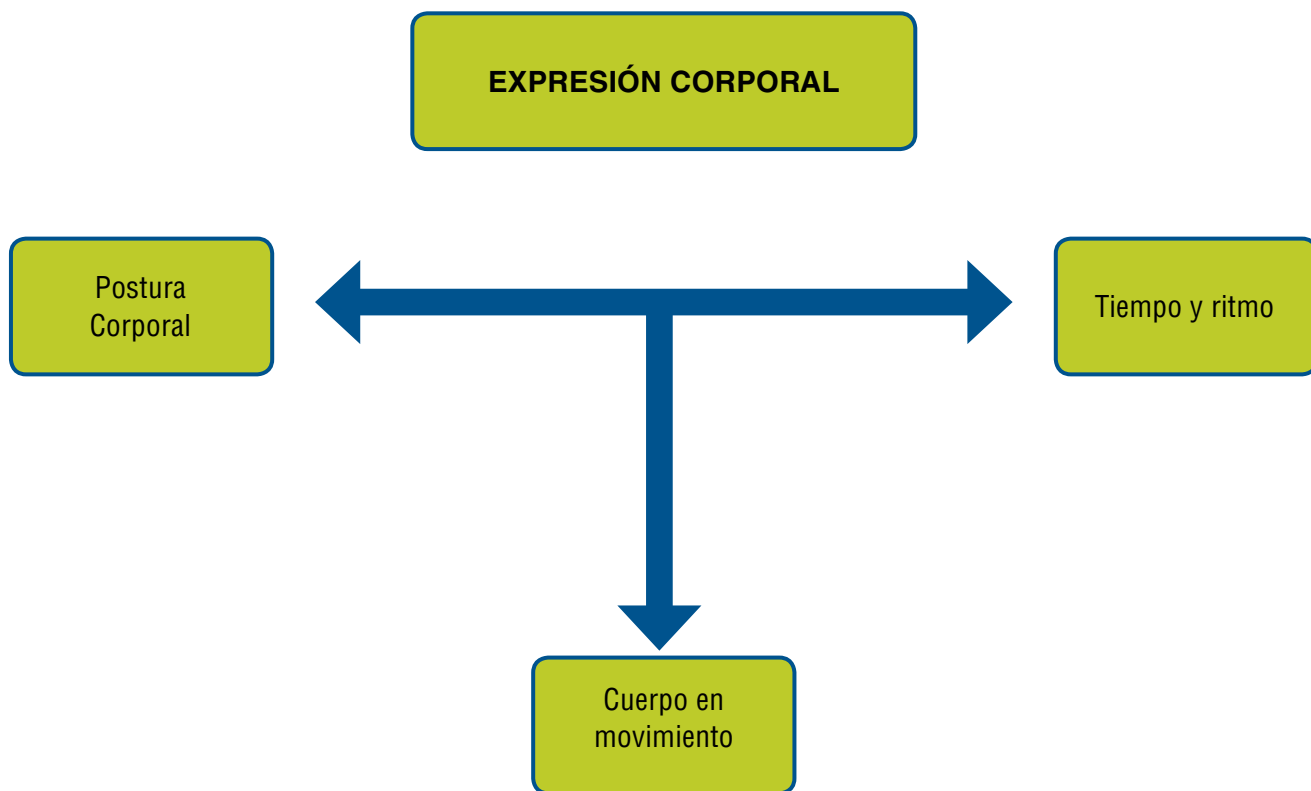 EXPRESIÓN CORPORAL
Postura
Corporal
Tiempo y ritmo
Cuerpo en
movimiento